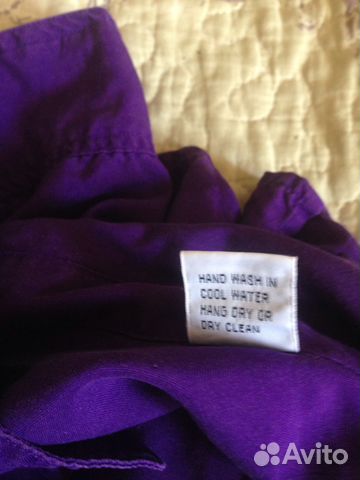 HAND WASH IN
COOL WATER
HANG DRY OR
DRY CLEAN
Avito